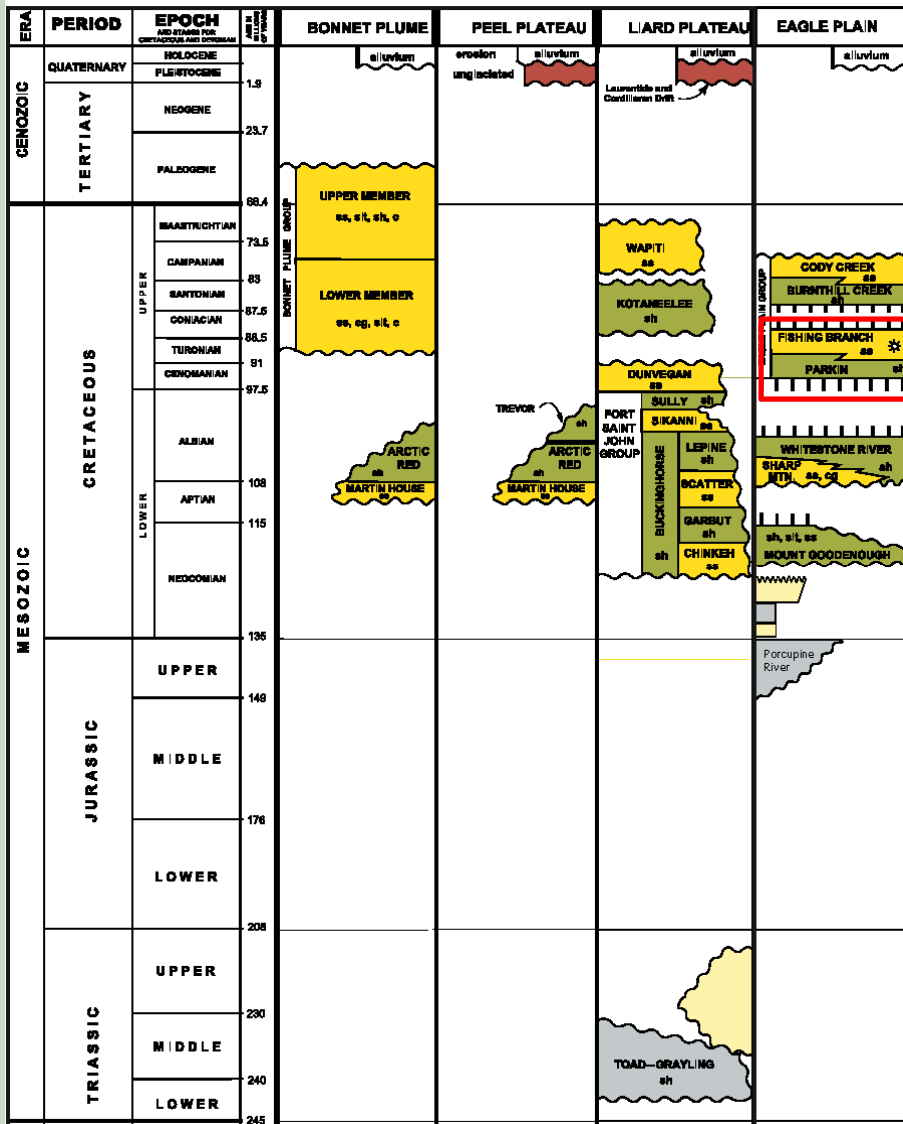 ERA
PERIOD
EPOCH
AND STAGES FOR
CRETACEOUS AND DEVONIAN
AGE IN
MILLIONS
OF YEARS
BONNET PLUME
PEEL PLATEAU
LIARD PLATEAU
EAGLE PLAIN
CENOZOIC
QUATERNARY
HOLOCENE
PLEISTOCENE
1.9
alluvium
erosion
unglaciated
alluvium
alluvium
Laurentide and
Cordilleran Drift
alluvium
TERTIARY
NEOGENE
23.7
PALEOGENE
66.4
MESOZOIC
CRETACEOUS
UPPER
MAASTRICHTIAN
73.5
CAMPANIAN
83
SANTONIAN
87.5
CONIACIAN
88.5
TURONIAN
91
CENOMANIAN
97.5
LOWER
ALBIAN
108
APTIAN
115
NEOCOMIAN
135
BONNET PLUME GROUP
UPPER MEMBER
ss, slt, sh, c
LOWER MEMBER
ss, cg, slt, c
ARCTIC
RED
sh
MARTIN HOUSE
ss
TREVOR
sh
ARCTIC
RED
sh
MARTIN HOUSE
ss
WAPITI
ss
KOTANEELEE
sh
DUNVEGAN
ss
FORT
SAINT
JOHN
GROUP
SULLY sh
SIKANNI
ss
BUCKINGHORSE
sh
LEPINE
sh
SCATTER
ss
GARBUT
sh
CHINKEH
ss
EAGLE PLAIN GROUP
CODY CREEK
ss
BURNTHILL CREEK
sh
FISHING BRANCH
ss
PARKIN sh
WHITESTONE RIVER
sh
SHARP
MTN. ss, cg
sh, slt, ss
MOUNT GOODENOUGH
JURASSIC
UPPER
149
MIDDLE
176
LOWER
208
Porcupine
River
TRIASSIC
UPPER
230
MIDDLE
240
LOWER
245
TOAD—GRAYLING
sh